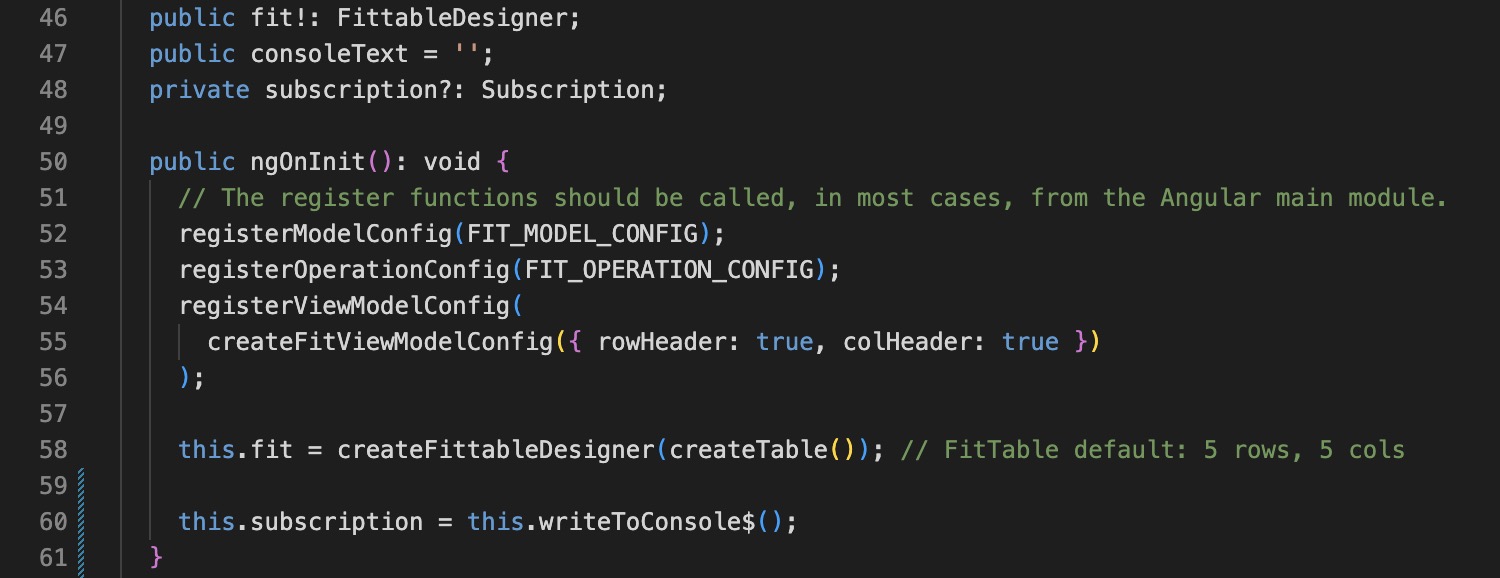 46 public fit!: FittableDesigner;
47 public consoleText = '';
48 private subscription?: Subscription;
49
50 public ngOnInit(): void {
51 // The register functions should be called, in most cases, from the Angular main module.
52 registerModelConfig(FIT_MODEL_CONFIG);
53 registerOperationConfig(FIT_OPERATION_CONFIG);
54 registerViewModelConfig(
55 createFitViewModelConfig({ rowHeader: true, colHeader: true })
56 );
57
58 this.fit = createFittableDesigner(createTable()); // FitTable default: 5 rows, 5 cols
59
60 this.subscription = this.writeToConsole$();
61 }